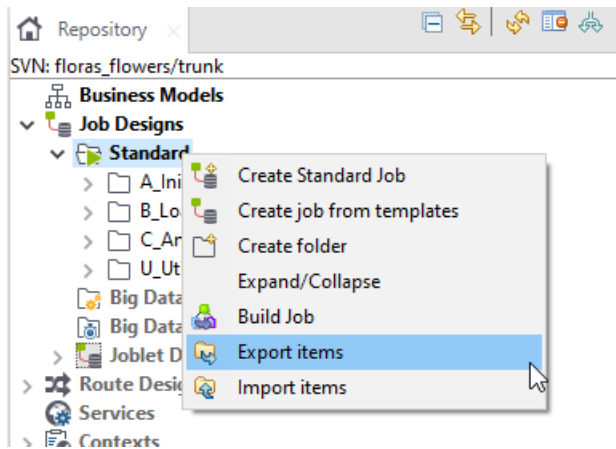 Repository
SVN: floras_flowers/trunk
Business Models
Job Designs
Standard
A_Ini
Create Standard Job
B_Lo
Create job from templates
C_Ar
Create folder
U_Ut
Expand/Collapse
Big Data
Build Job
Big Data
Export items
Joblet D
Route Desig
Import items
Services
Contexts